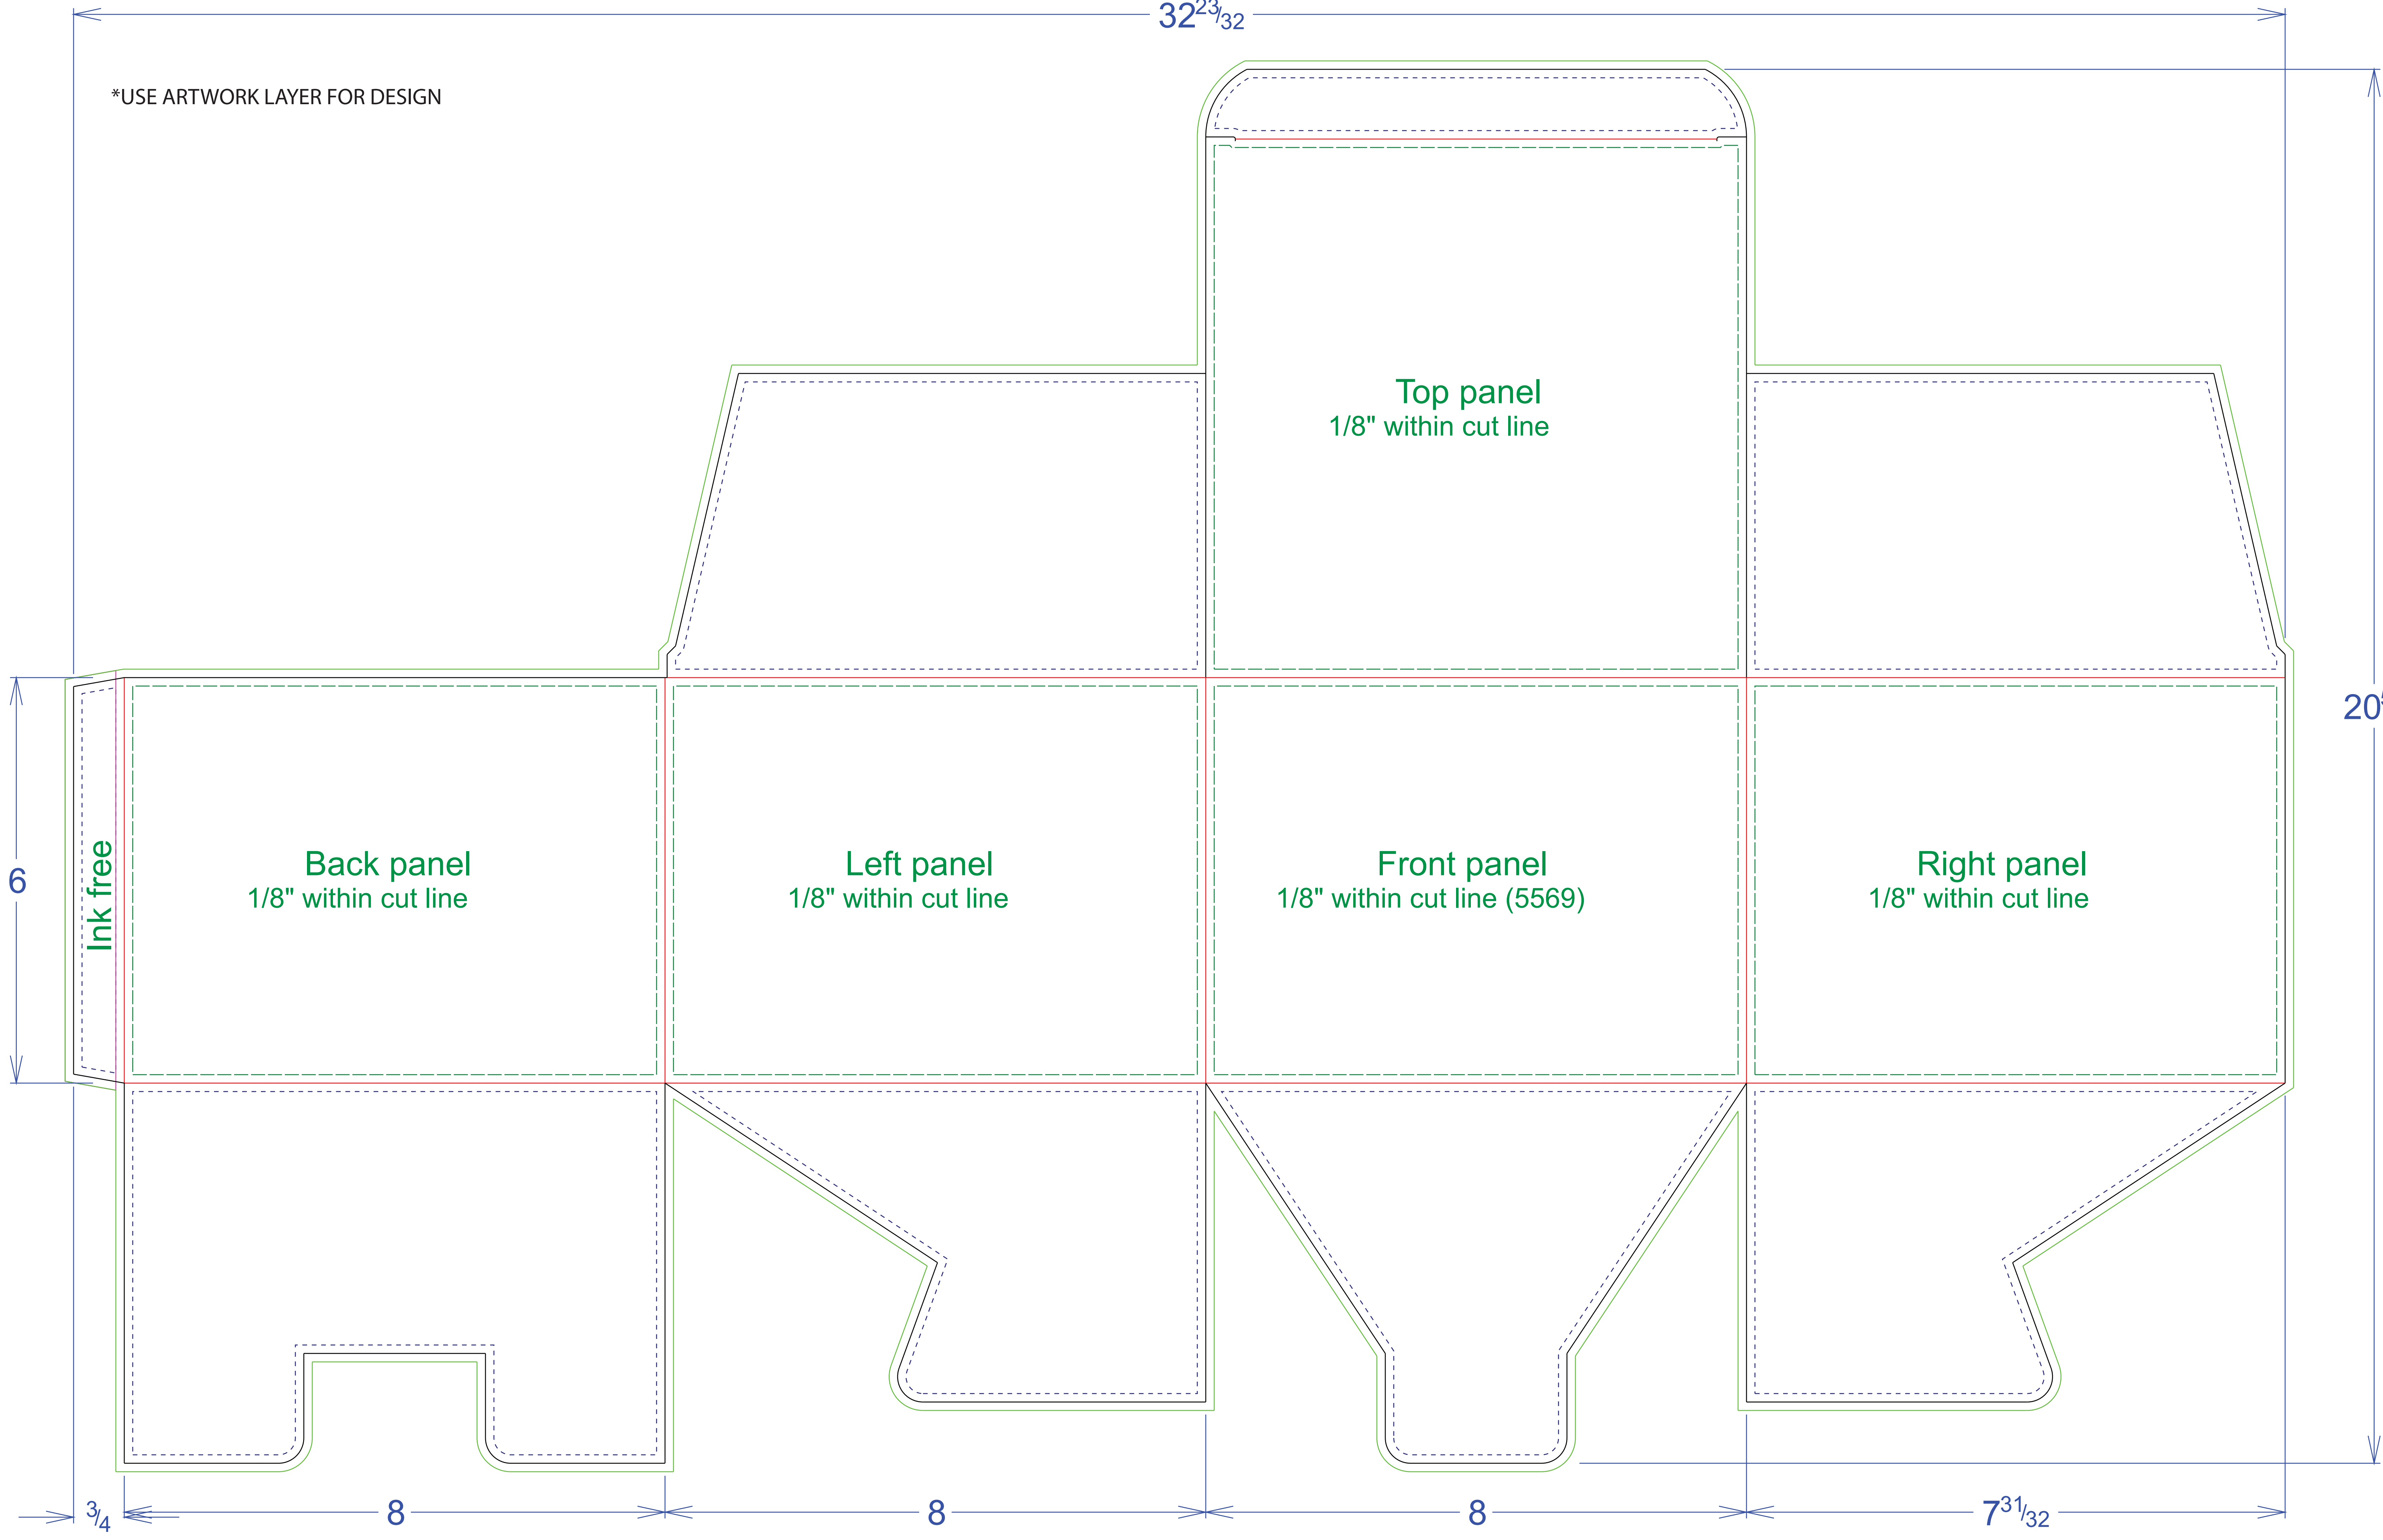 32 23/32
*USE ARTWORK LAYER FOR DESIGN
Top panel
1/8" within cut line
20
6
Ink free
Back panel
1/8" within cut line
Left panel
1/8" within cut line
Front panel
1/8" within cut line (5569)
Right panel
1/8" within cut line
3/4
8
8
8
7 31/32